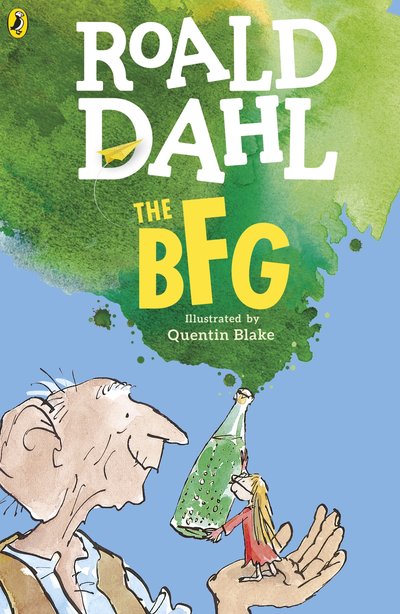 ROALD
DAHL
THE
BFG
Illustrated by
Quentin Blake